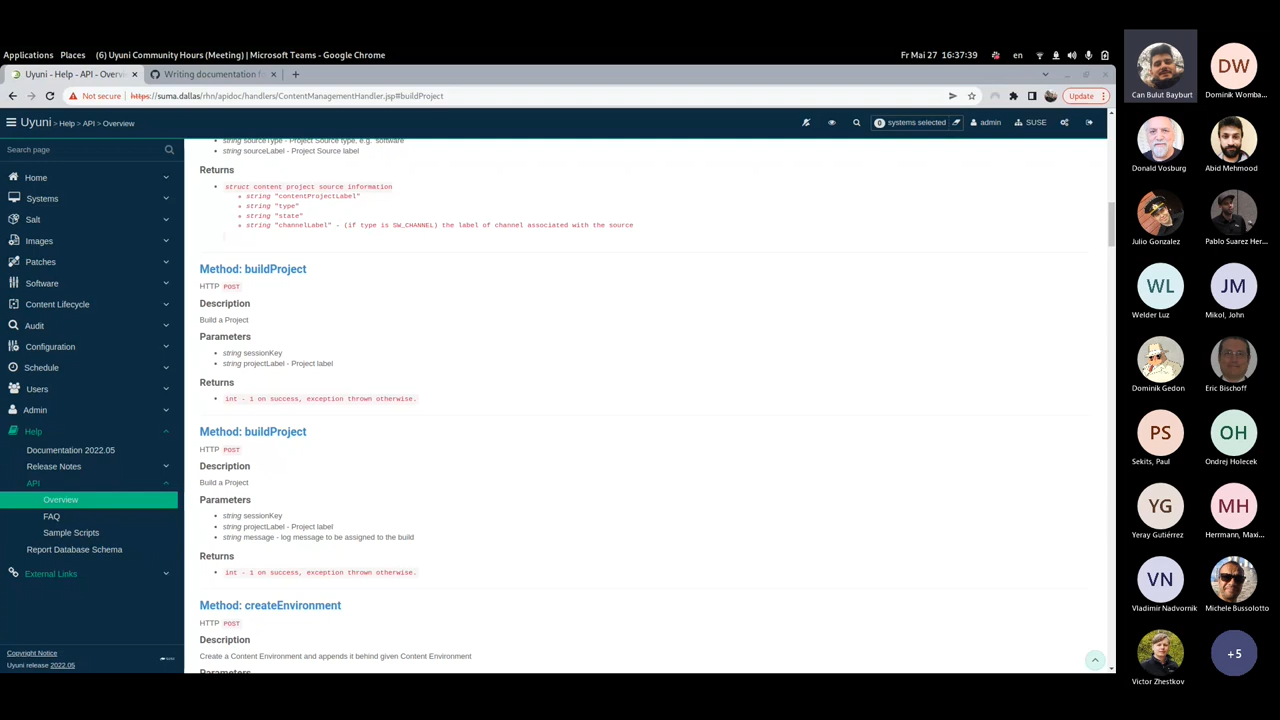 Applications Places (6) Uyuni Community Hours (Meeting) | Microsoft Teams - Google Chrome Fr Mai 27 16:37:39 en
Uyuni - Help - API - Overv × Writing documentation f × +
Not secure https://suma.dallas/rhn/apidoc/handlers/ContentManagementHandler.jsp#buildProject Update
Uyuni > Help > API > Overview 0 systems selected admin SUSE
Search page
Home
Systems
Salt
Images
Patches
Software
Content Lifecycle
Audit
Configuration
Schedule
Users
Admin
Help
Documentation 2022.05
Release Notes
API
Overview
FAQ
Sample Scripts
Report Database Schema
External Links
Copyright Notice
Uyuni release 2022.05
string sourceType - Project Source type, e.g. 'software'
string sourceLabel - Project Source label
Returns
struct content project source information
string "contentProjectLabel"
string "type"
string "state"
string "channelLabel" - (if type is SW_CHANNEL) the label of channel associated with the source
Method: buildProject
HTTP POST
Description
Build a Project
Parameters
string sessionKey
string projectLabel - Project label
Returns
int - 1 on success, exception thrown otherwise.
Method: buildProject
HTTP POST
Description
Build a Project
Parameters
string sessionKey
string projectLabel - Project label
string message - log message to be assigned to the build
Returns
int - 1 on success, exception thrown otherwise.
Method: createEnvironment
HTTP POST
Description
Create a Content Environment and appends it behind given Content Environment
Parameters
Can Bulut Bayburt
DW
Dominik Womba...
Donald Vosburg
Abid Mehmood
Julio Gonzalez
Pablo Suarez Her...
WL
Welder Luz
JM
Mikol, John
Dominik Gedon
Eric Bischoff
PS
Sekits, Paul
OH
Ondrej Holecek
YG
Yeray Gutiérrez
MH
Herrmann, Maxi...
VN
Vladimir Nadvornik
Michele Bussolotto
Victor Zhestkov
+5